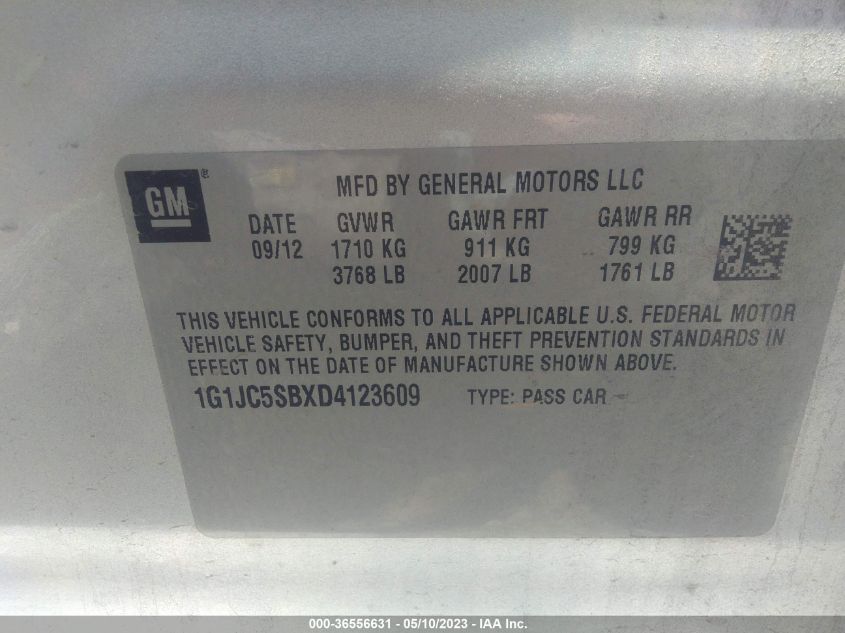 GM®
MFD BY GENERAL MOTORS LLC
DATE GVWR GAWR FRT GAWR RR
09/12 1710 KG 911 KG 799 KG
3768 LB 2007 LB 1761 LB
THIS VEHICLE CONFORMS TO ALL APPLICABLE U.S. FEDERAL MOTOR
VEHICLE SAFETY, BUMPER, AND THEFT PREVENTION STANDARDS IN
EFFECT ON THE DATE OF MANUFACTURE SHOWN ABOVE.
1G1JC5SBXD4123609 TYPE: PASS CAR
000-36556631 - 05/10/2023 - IAA Inc.